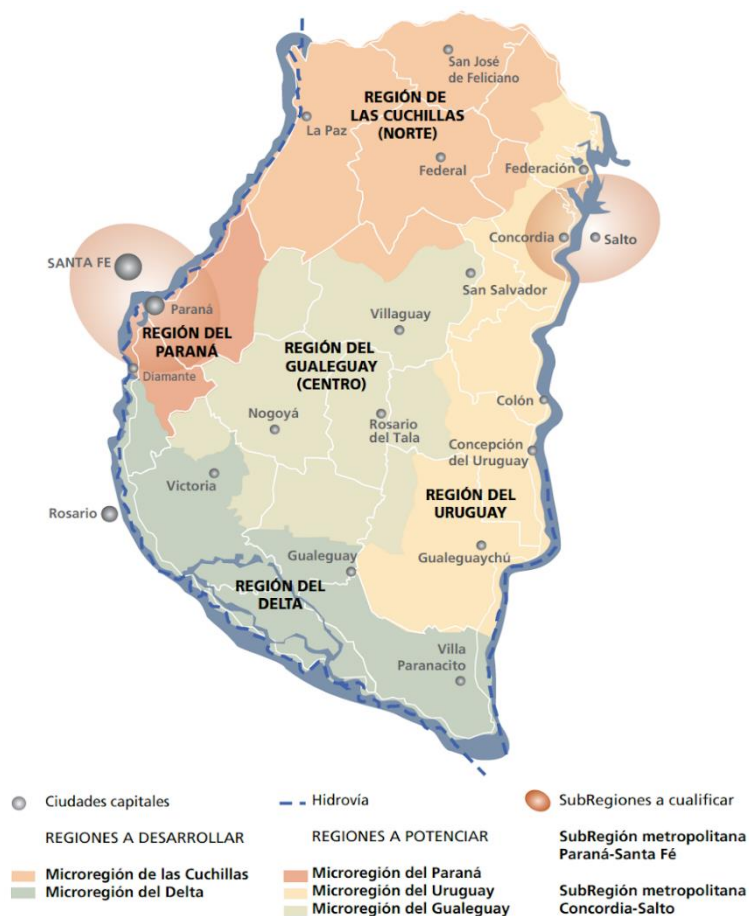 San José
de Feliciano
REGIÓN DE
LAS CUCHILLAS
(NORTE)
La Paz
Federal
Federación
SANTA FE
Concordia
Salto
San Salvador
Paraná
REGIÓN DEL
PARANÁ
Villaguay
REGIÓN DEL
GUALEGUAY
(CENTRO)
Diamante
Colón
Nogoyá
Rosario
del Tala
Concepción
del Uruguay
Victoria
REGIÓN DEL
URUGUAY
Rosario
Gualeguay
Gualeguaychú
REGIÓN DEL
DELTA
Villa
Paranacito
Ciudades capitales
Hidrovía
SubRegiones a cualificar
REGIONES A DESARROLLAR
REGIONES A POTENCIAR
SubRegión metropolitana
Paraná-Santa Fé
Microregión de las Cuchillas
Microregión del Delta
Microregión del Paraná
Microregión del Uruguay
Microregión del Gualeguay
SubRegión metropolitana
Concordia-Salto